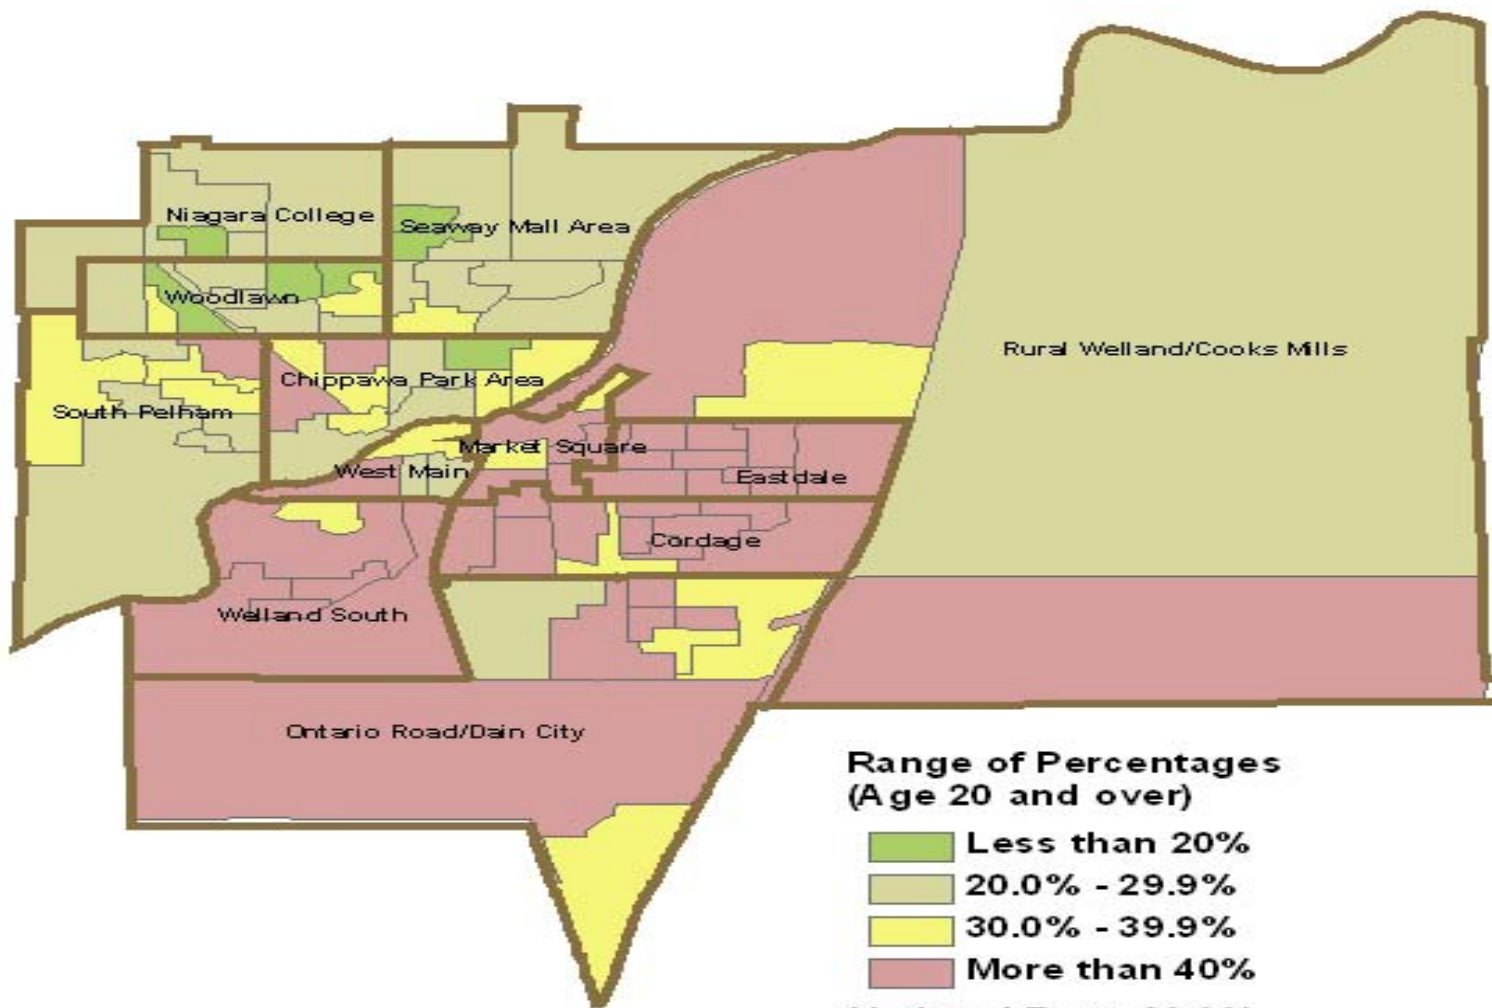 Niagara College
Seaway Mall Area
Woodlawn
Rural Welland/Cooks Mills
Chippawa Park Area
South Pelham
Market Square
West Main
Eastdale
Cordage
Welland South
Ontario Road/Dain City
Range of Percentages
(Age 20 and over)
Less than 20%
20.0% - 29.9%
30.0% - 39.9%
More than 40%